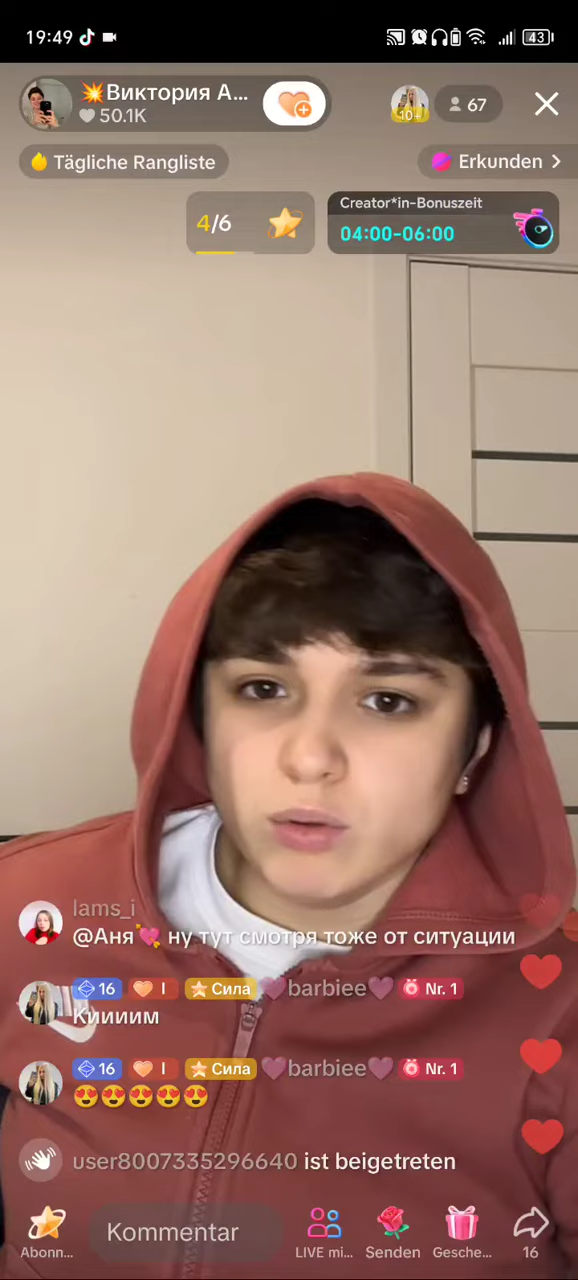 19:49
43
💥Виктория А...
50.1K
10+
67
Tägliche Rangliste
Erkunden
4/6
Creator*in-Bonuszeit
04:00-06:00
lams_i
@Аня💘 ну тут смотря тоже от ситуации
16 I Сила 💜barbiee💜 Nr. 1
Киииим
16 I Сила 💜barbiee💜 Nr. 1
😍😍😍😍😍
user8007335296640 ist beigetreten
Kommentar
Abonn...
LIVE mi...
Senden
Gesche...
16